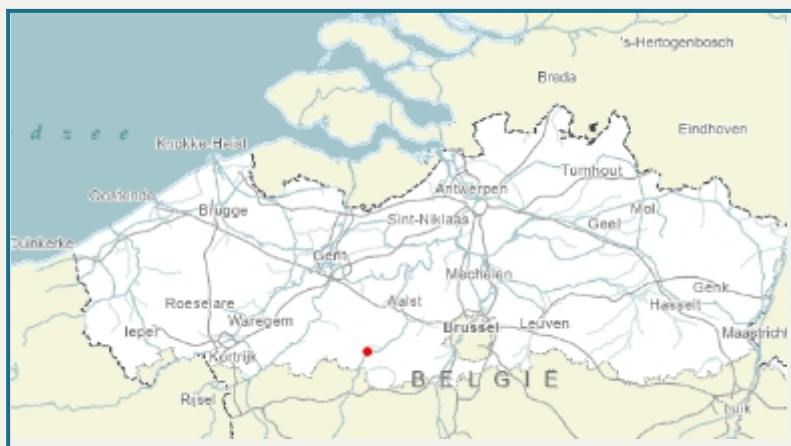 's-Hertogenbosch
Breda
d z e e
Eindhoven
Knokke-Heist
Turnhout
Antwerpen
Oostende
Brugge
Sint-Niklaas
Mol
Geel
Duinkerke
Gent
Mechelen
Genk
Roeselare
Aalst
Hasselt
Waregem
Brussel
Leuven
Ieper
Maastricht
Kortrijk
BELGIË
Rijsel
Luik